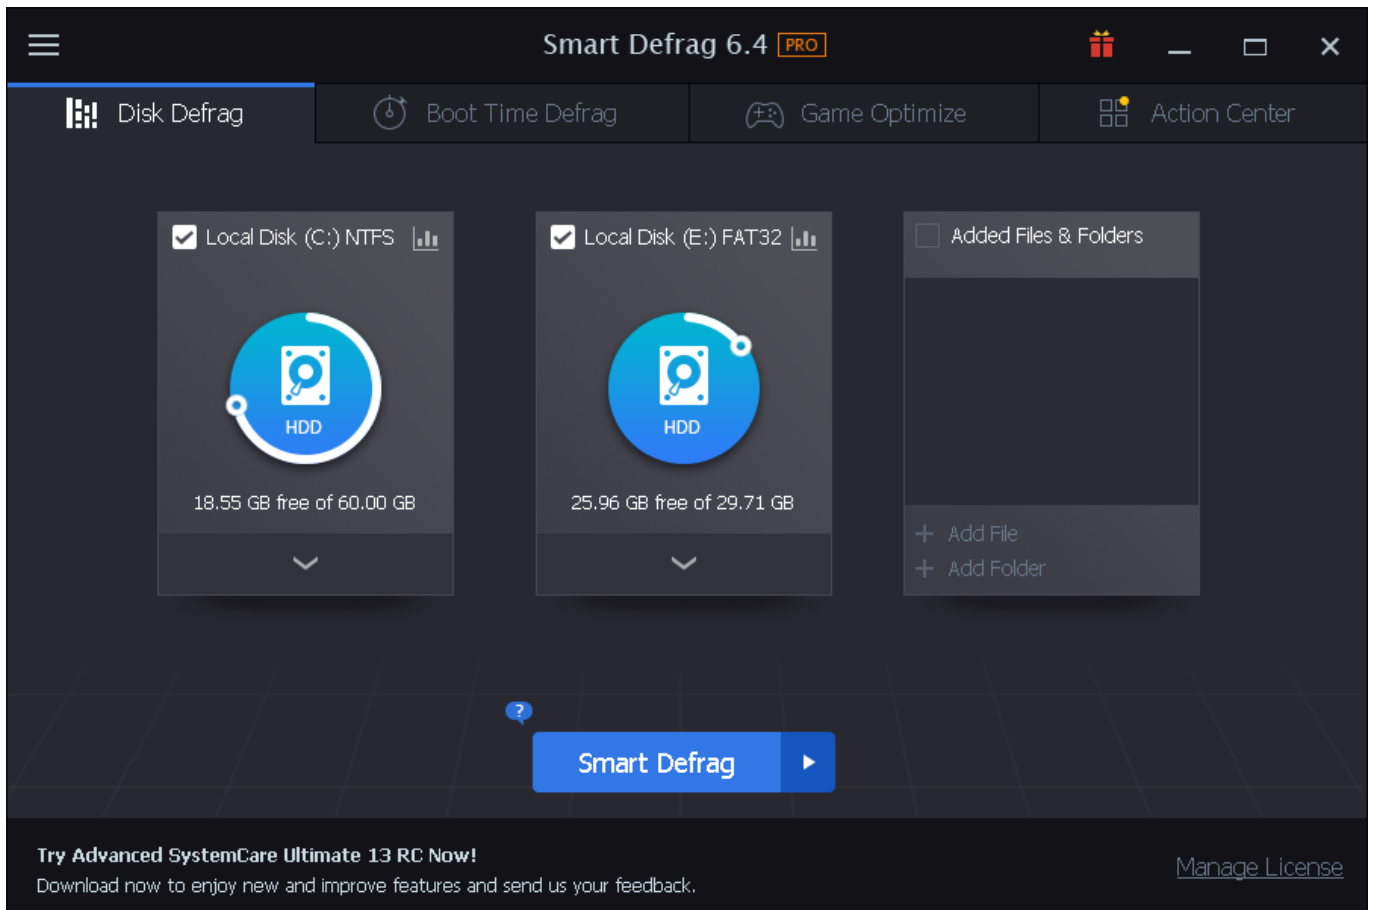 Smart Defrag 6.4 PRO
Disk Defrag
Boot Time Defrag
Game Optimize
Action Center
Local Disk (C:) NTFS
Local Disk (E:) FAT32
Added Files & Folders
HDD
HDD
18.55 GB free of 60.00 GB
25.96 GB free of 29.71 GB
+ Add File
+ Add Folder
?
Smart Defrag
Try Advanced SystemCare Ultimate 13 RC Now!
Download now to enjoy new and improve features and send us your feedback.
Manage License